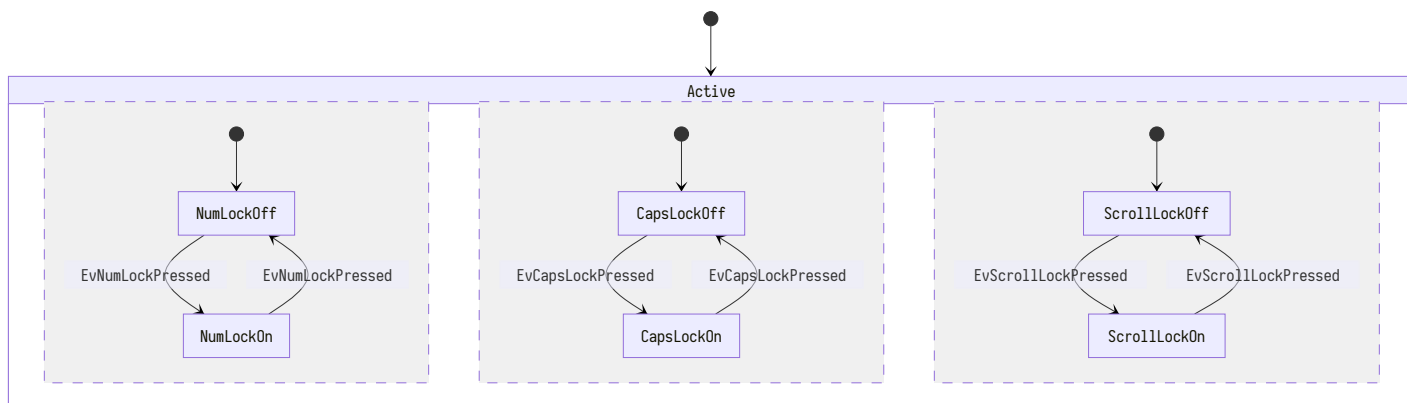 Active
NumLockOff
CapsLockOff
ScrollLockOff
EvNumLockPressed
EvNumLockPressed
EvCapsLockPressed
EvCapsLockPressed
EvScrollLockPressed
EvScrollLockPressed
NumLockOn
CapsLockOn
ScrollLockOn